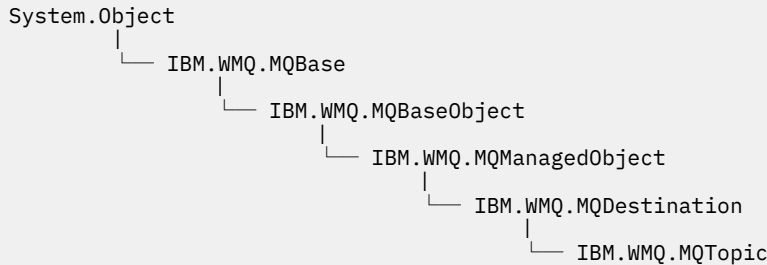 System.Object
IBM.WMQ.MQBase
IBM.WMQ.MQBaseObject
IBM.WMQ.MQManagedObject
IBM.WMQ.MQDestination
IBM.WMQ.MQTopic